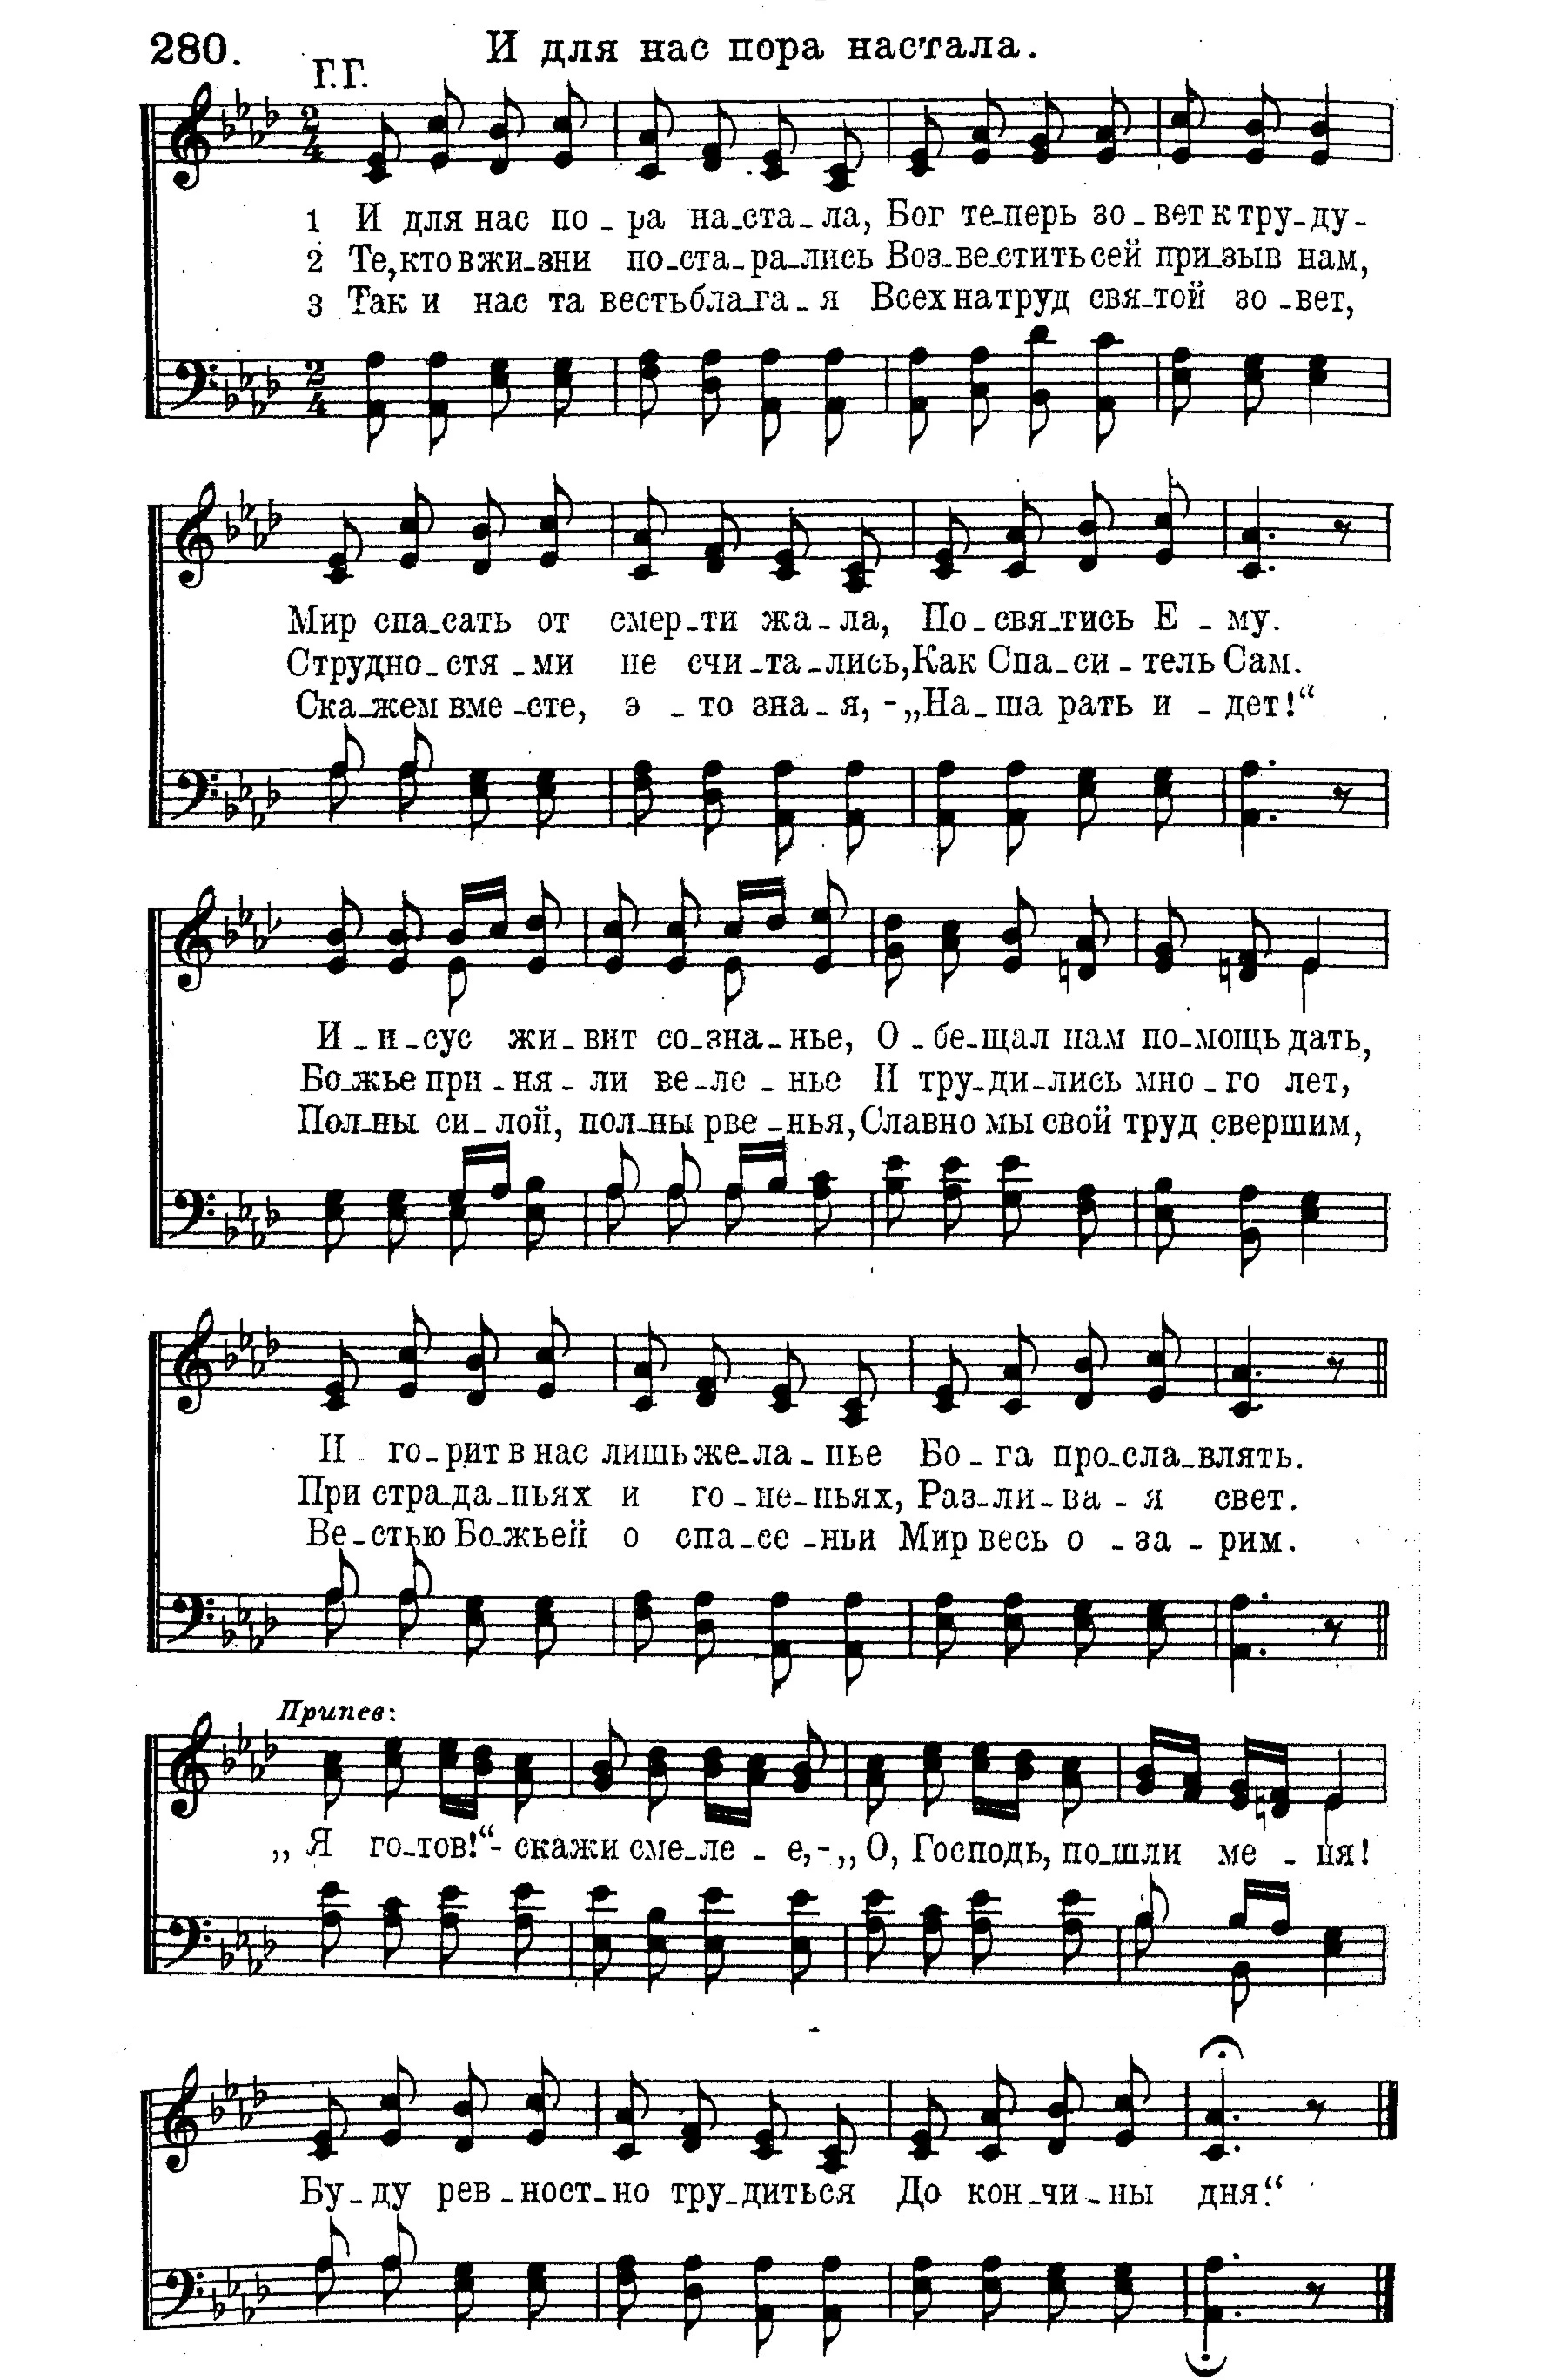 280. И для нас пора настала.
Г.Г.
1 И для нас по - ра на-ста-ла, Бог те-перь зо-вет к тру-ду-
2 Те, кто в жи-зни по-ста-ра-лись Воз-ве-стить сей при-зыв нам,
3 Так и нас та весть бла-га-я Всех на труд свя-той зо-вет,
Мир спа-сать от смер-ти жа-ла, По-свя-тись Е-му.
С трудно-стя-ми не счи-та-лись, Как Спа-си-тель Сам.
Ска-жем вме-сте, э-то зна-я, -„На-ша рать и-дет!“
И-и-сус жи-вит со-зна-нье, О-бе-щал нам по-мощь дать,
Бо-жье при-ня-ли ве-ле-нье И тру-ди-лись мно-го лет,
Пол-ны си-лой, пол-ны рве-нья, Славно мы свой труд свершим,
И го-рит в нас лишь же-ла-нье Бо-га про-сла-влять.
При стра-да-ньях и го-не-ньях, Раз-ли-ва-я свет.
Ве-стью Бо-жьей о спа-се-ньи Мир весь о-за-рим.
Припев:
„Я го-тов!“- скажи сме-ле-е,-„О, Господь, по-шли ме-ня!
Бу-ду рев-ност-но тру-диться До кон-чи-ны дня.“